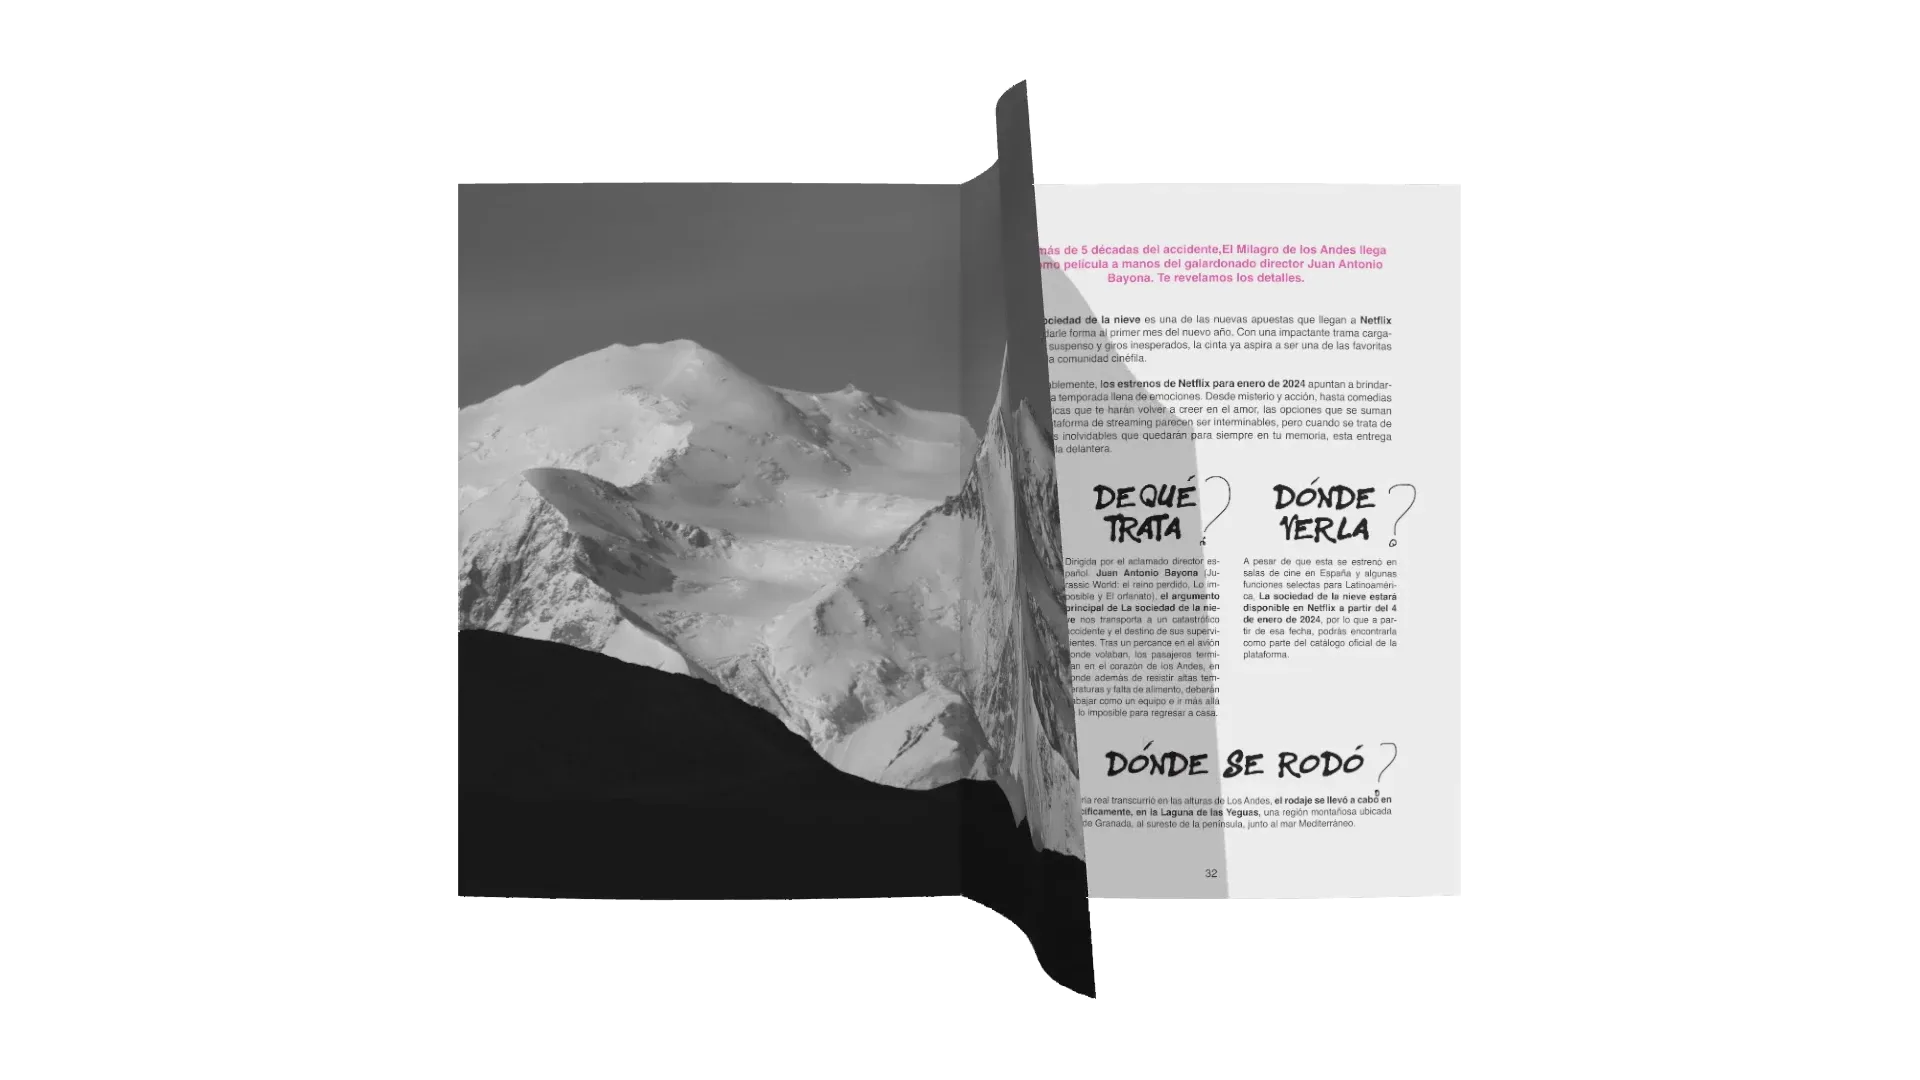 más de 5 décadas del accidente,El Milagro de los Andes llega
película a manos del galardonado director Juan Antonio
Bayona. Te revelamos los detalles.
de la nieve es una de las nuevas apuestas que llegan a Netflix
darle forma al primer mes del nuevo año. Con una impactante trama carga-
suspenso y giros inesperados, la cinta ya aspira a ser una de las favoritas
la comunidad cinéfila.
los estrenos de Netflix para enero de 2024 apuntan a brindar-
temporada llena de emociones. Desde misterio y acción, hasta comedias
que te harán volver a creer en el amor, las opciones que se suman
de streaming parecen ser interminables, pero cuando se trata de
inolvidables que quedarán para siempre en tu memoria, esta entrega
la delantera.
DE QUÉ
TRATA?
Dirigida por el aclamado director es-
pañol. Juan Antonio Bayona (Ju-
rassic World: el reino perdido, Lo im-
posible y El orfanato), el argumento
principal de La sociedad de la nie-
ve nos transporta a un catastrófico
accidente y el destino de sus supervi-
vientes. Tras un percance en el avión
donde volaban, los pasajeros termi-
en el corazón de los Andes, en
donde además de resistir altas tem-
y falta de alimento, deberán
como un equipo e ir más allá
lo imposible para regresar a casa.
DÓNDE
VERLA?
A pesar de que esta se estrenó en
salas de cine en España y algunas
funciones selectas para Latinoaméri-
ca, La sociedad de la nieve estará
disponible en Netflix a partir del 4
de enero de 2024, por lo que a par-
tir de esa fecha, podrás encontrarla
como parte del catálogo oficial de la
plataforma.
DÓNDE SE RODÓ?
real transcurrió en las alturas de Los Andes, el rodaje se llevó a cabo en
en la Laguna de las Yeguas, una región montañosa ubicada
de Granada, al sureste de la península, junto al mar Mediterráneo.
32